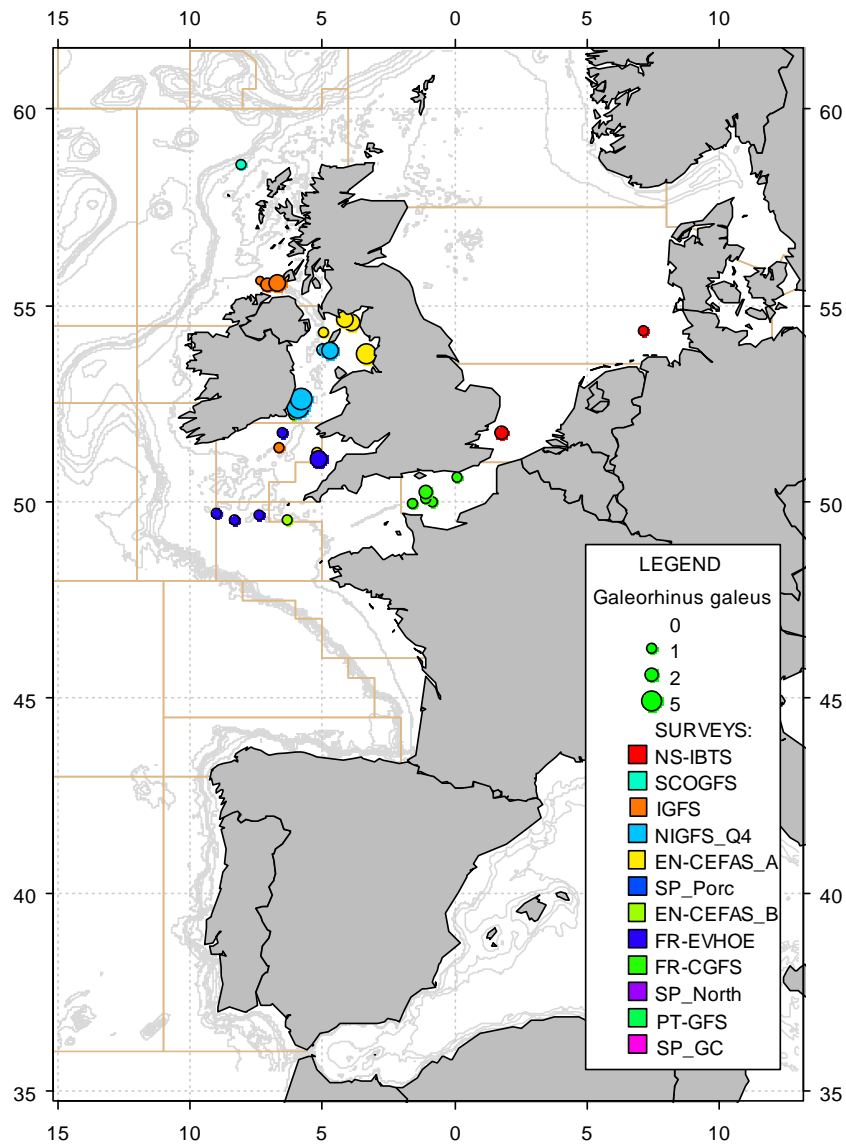 15 10 5 0 5 10
60 60
55 55
50 50
45 45
40 40
35 35
LEGEND
Galeorhinus galeus
0
1
2
5
SURVEYS:
NS-IBTS
SCOGFS
IGFS
NIGFS_Q4
EN-CEFAS_A
SP_Porc
EN-CEFAS_B
FR-EVHOE
FR-CGFS
SP_North
PT-GFS
SP_GC
15 10 5 0 5 10